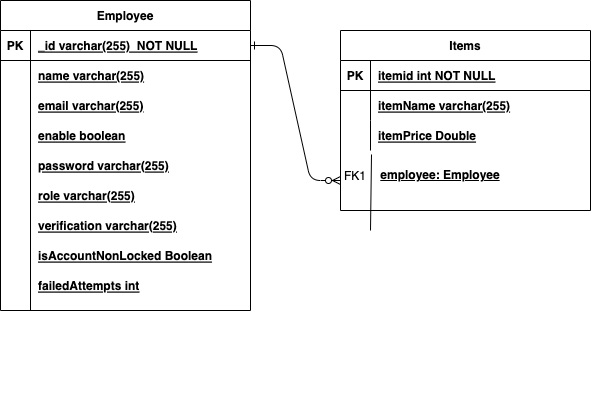 Employee
PK _id varchar(255) NOT NULL
name varchar(255)
email varchar(255)
enable boolean
password varchar(255)
role varchar(255)
verification varchar(255)
isAccountNonLocked Boolean
failedAttempts int
Items
PK itemid int NOT NULL
itemName varchar(255)
itemPrice Double
FK1 employee: Employee